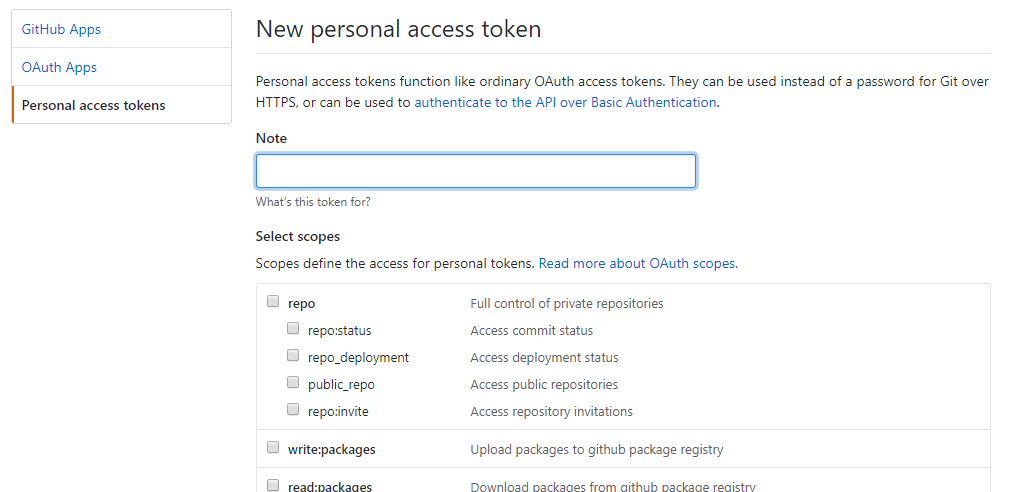 GitHub Apps
OAuth Apps
Personal access tokens
New personal access token
Personal access tokens function like ordinary OAuth access tokens. They can be used instead of a password for Git over
HTTPS, or can be used to authenticate to the API over Basic Authentication.
Note
What's this token for?
Select scopes
Scopes define the access for personal tokens. Read more about OAuth scopes.
repo Full control of private repositories
repo:status Access commit status
repo_deployment Access deployment status
public_repo Access public repositories
repo:invite Access repository invitations
write:packages Upload packages to github package registry
read:packages Download packages from github package registry